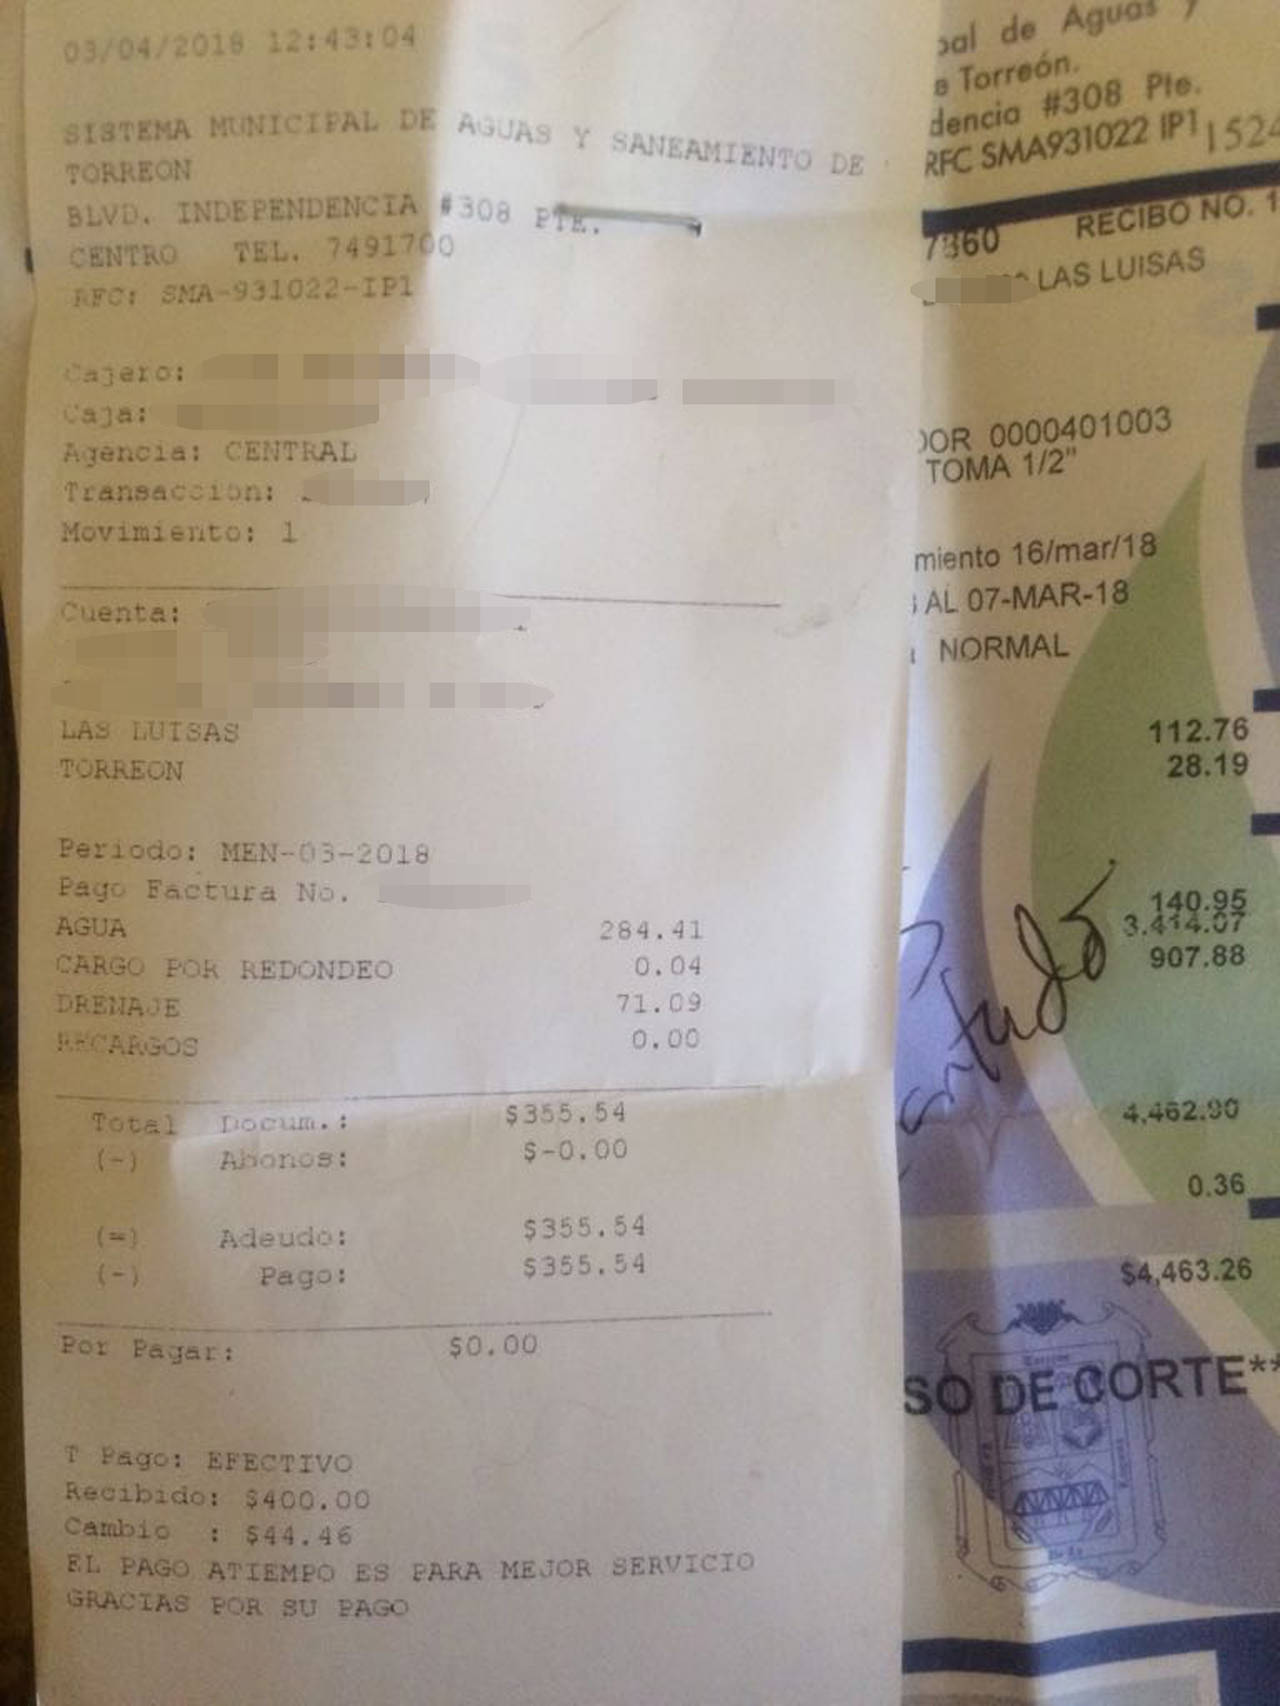 03/04/2018 12:43:04
SISTEMA MUNICIPAL DE AGUAS Y SANEAMIENTO DE
TORREON
BLVD. INDEPENDENCIA #308 PTE.
CENTRO TEL. 7491700
RFC: SMA-931022-IP1
Cajero:
Caja:
Agencia: CENTRAL
Transaccion:
Movimiento: 1
Cuenta:
LAS LUISAS
TORREON
Periodo: MEN-03-2018
Pago Factura No.
AGUA 284.41
CARGO POR REDONDEO 0.04
DRENAJE 71.09
RECARGOS 0.00
Total Docum.: $355.54
(-) Abonos: $-0.00
(=) Adeudo: $355.54
(-) Pago: $355.54
Por Pagar: $0.00
T Pago: EFECTIVO
Recibido: $400.00
Cambio : $44.46
EL PAGO ATIEMPO ES PARA MEJOR SERVICIO
GRACIAS POR SU PAGO
de Aguas y
Torreón.
#308 Pte.
RFC SMA931022 IP1 1524
RECIBO NO. 1
LAS LUISAS
0000401003
TOMA 1/2"
16/mar/18
AL 07-MAR-18
NORMAL
112.76
28.19
140.95
3,414.07
907.88
4,462.90
0.36
$4,463.26
DE CORTE**